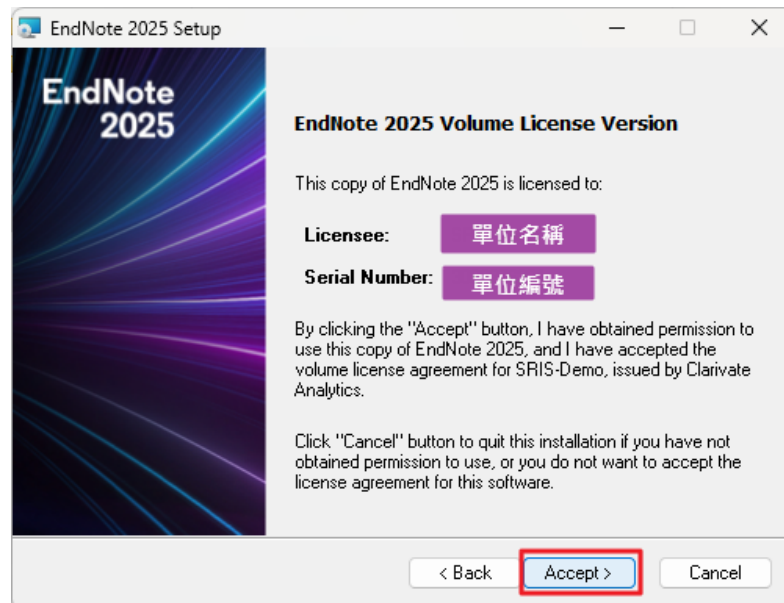 EndNote 2025 Setup
EndNote
2025
EndNote 2025 Volume License Version
This copy of EndNote 2025 is licensed to:
Licensee: 單位名稱
Serial Number: 單位編號
By clicking the "Accept" button, I have obtained permission to
use this copy of EndNote 2025, and I have accepted the
volume license agreement for SRIS-Demo, issued by Clarivate
Analytics.
Click "Cancel" button to quit this installation if you have not
obtained permission to use, or you do not want to accept the
license agreement for this software.
< Back Accept > Cancel